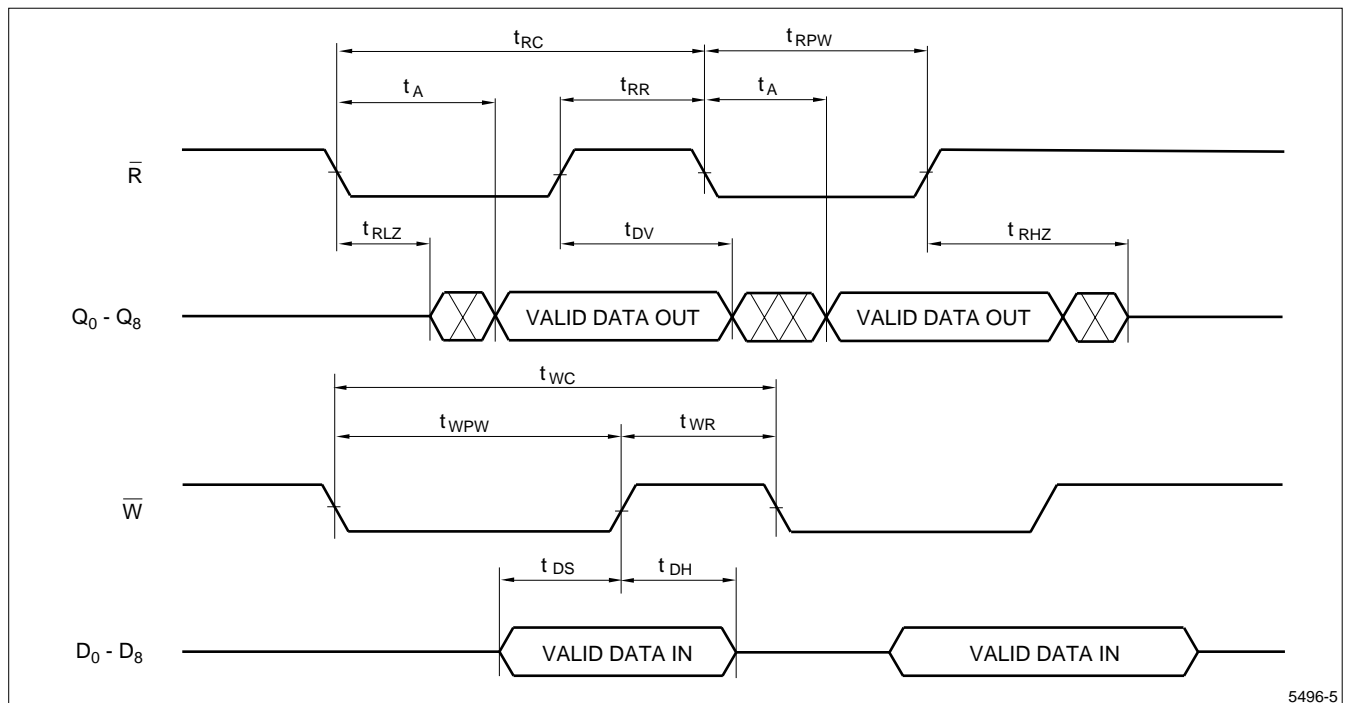 tRC
tRPW
tA
tRR
tA
R̅
tRLZ
tDV
tRHZ
Q0 - Q8
VALID DATA OUT
VALID DATA OUT
tWC
tWPW
tWR
W̅
tDS
tDH
D0 - D8
VALID DATA IN
VALID DATA IN
5496-5